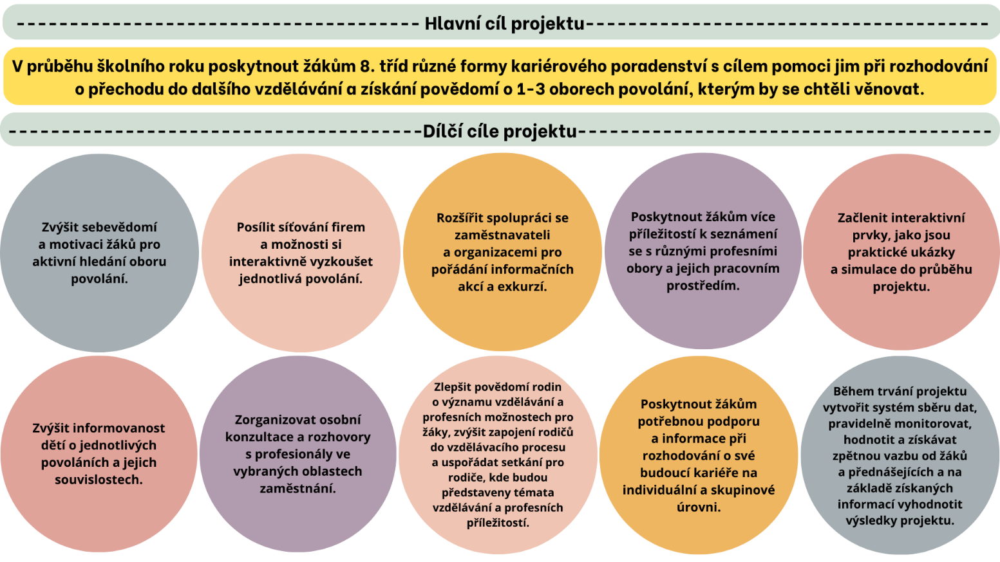 Hlavní cíl projektu
V průběhu školního roku poskytnout žákům 8. tříd různé formy kariérového poradenství s cílem pomoci jim při rozhodování
o přechodu do dalšího vzdělávání a získání povědomí o 1-3 oborech povolání, kterým by se chtěli věnovat.
Dílčí cíle projektu
Zvýšit sebevědomí
a motivaci žáků pro
aktivní hledání oboru
povolání.
Posílit síťování firem
a možnosti si
interaktivně vyzkoušet
jednotlivá povolání.
Rozšířit spolupráci se
zaměstnavateli
a organizacemi pro
pořádání informačních
akcí a exkurzí.
Poskytnout žákům více
příležitostí k seznámení
se s různými profesními
obory a jejich pracovním
prostředím.
Začlenit interaktivní
prvky, jako jsou
praktické ukázky
a simulace do průběhu
projektu.
Zvýšit informovanost
dětí o jednotlivých
povoláních a jejich
souvislostech.
Zorganizovat osobní
konzultace a rozhovory
s profesionály ve
vybraných oblastech
zaměstnání.
Zlepšit povědomí rodin
o významu vzdělávání a
profesních možnostech pro
žáky, zvýšit zapojení rodičů
do vzdělávacího procesu
a uspořádat setkání pro
rodiče, kde budou
představeny témata
vzdělávání a profesních
příležitostí.
Poskytnout žákům
potřebnou podporu
a informace při
rozhodování o své
budoucí kariéře na
individuální a skupinové
úrovni.
Během trvání projektu
vytvořit systém sběru dat,
pravidelně monitorovat,
hodnotit a získávat
zpětnou vazbu od žáků
a přednášejících a na
základě získaných
informací vyhodnotit
výsledky projektu.